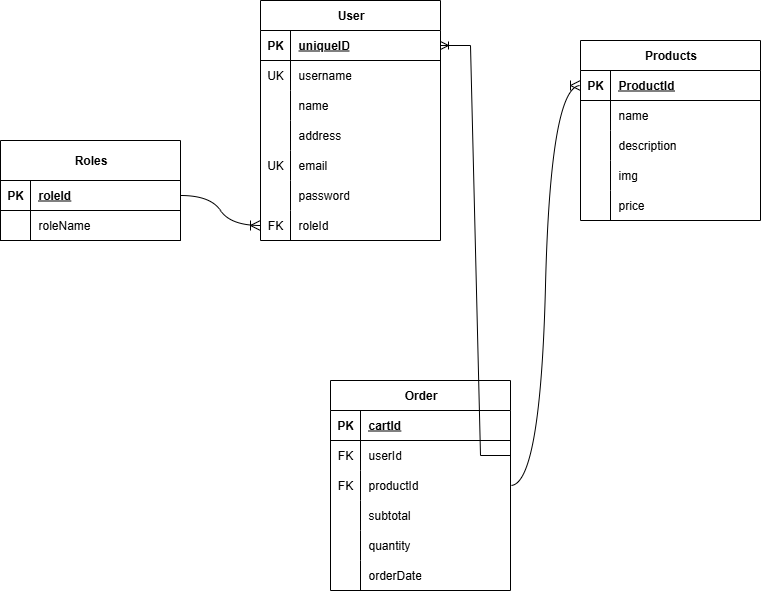 User
PK uniqueID
UK username
name
address
UK email
password
FK roleId
Products
PK ProductId
name
description
img
price
Roles
PK roleId
roleName
Order
PK cartId
FK userId
FK productId
subtotal
quantity
orderDate